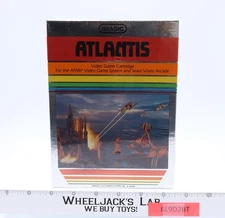 IMAGIC
ATLANTIS
Video Game Cartridge
For the ATARI Video Game System and Sears Video Arcade
WHEELJACK'S LAB
WE BUY TOYS!